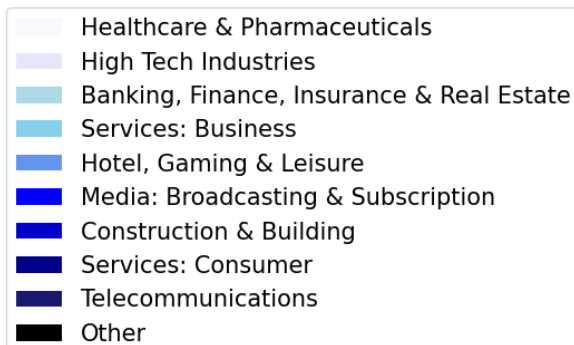 Healthcare & Pharmaceuticals
High Tech Industries
Banking, Finance, Insurance & Real Estate
Services: Business
Hotel, Gaming & Leisure
Media: Broadcasting & Subscription
Construction & Building
Services: Consumer
Telecommunications
Other